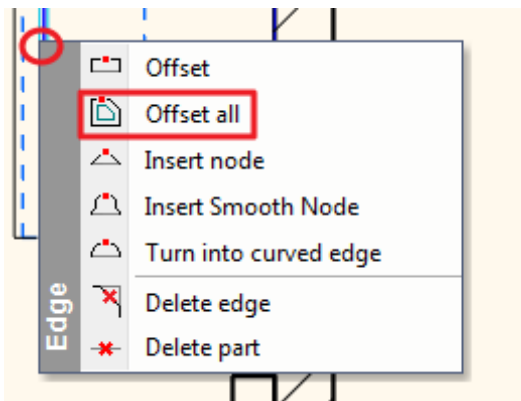 Offset
Offset all
Insert node
Insert Smooth Node
Turn into curved edge
Delete edge
Delete part
Edge